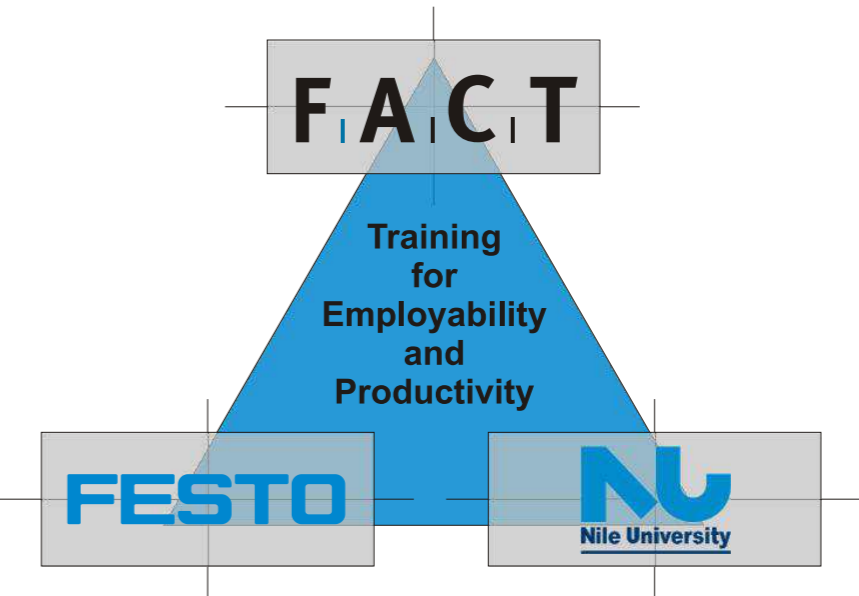 F A C T
Training
for
Employability
and
Productivity
FESTO
NU
Nile University